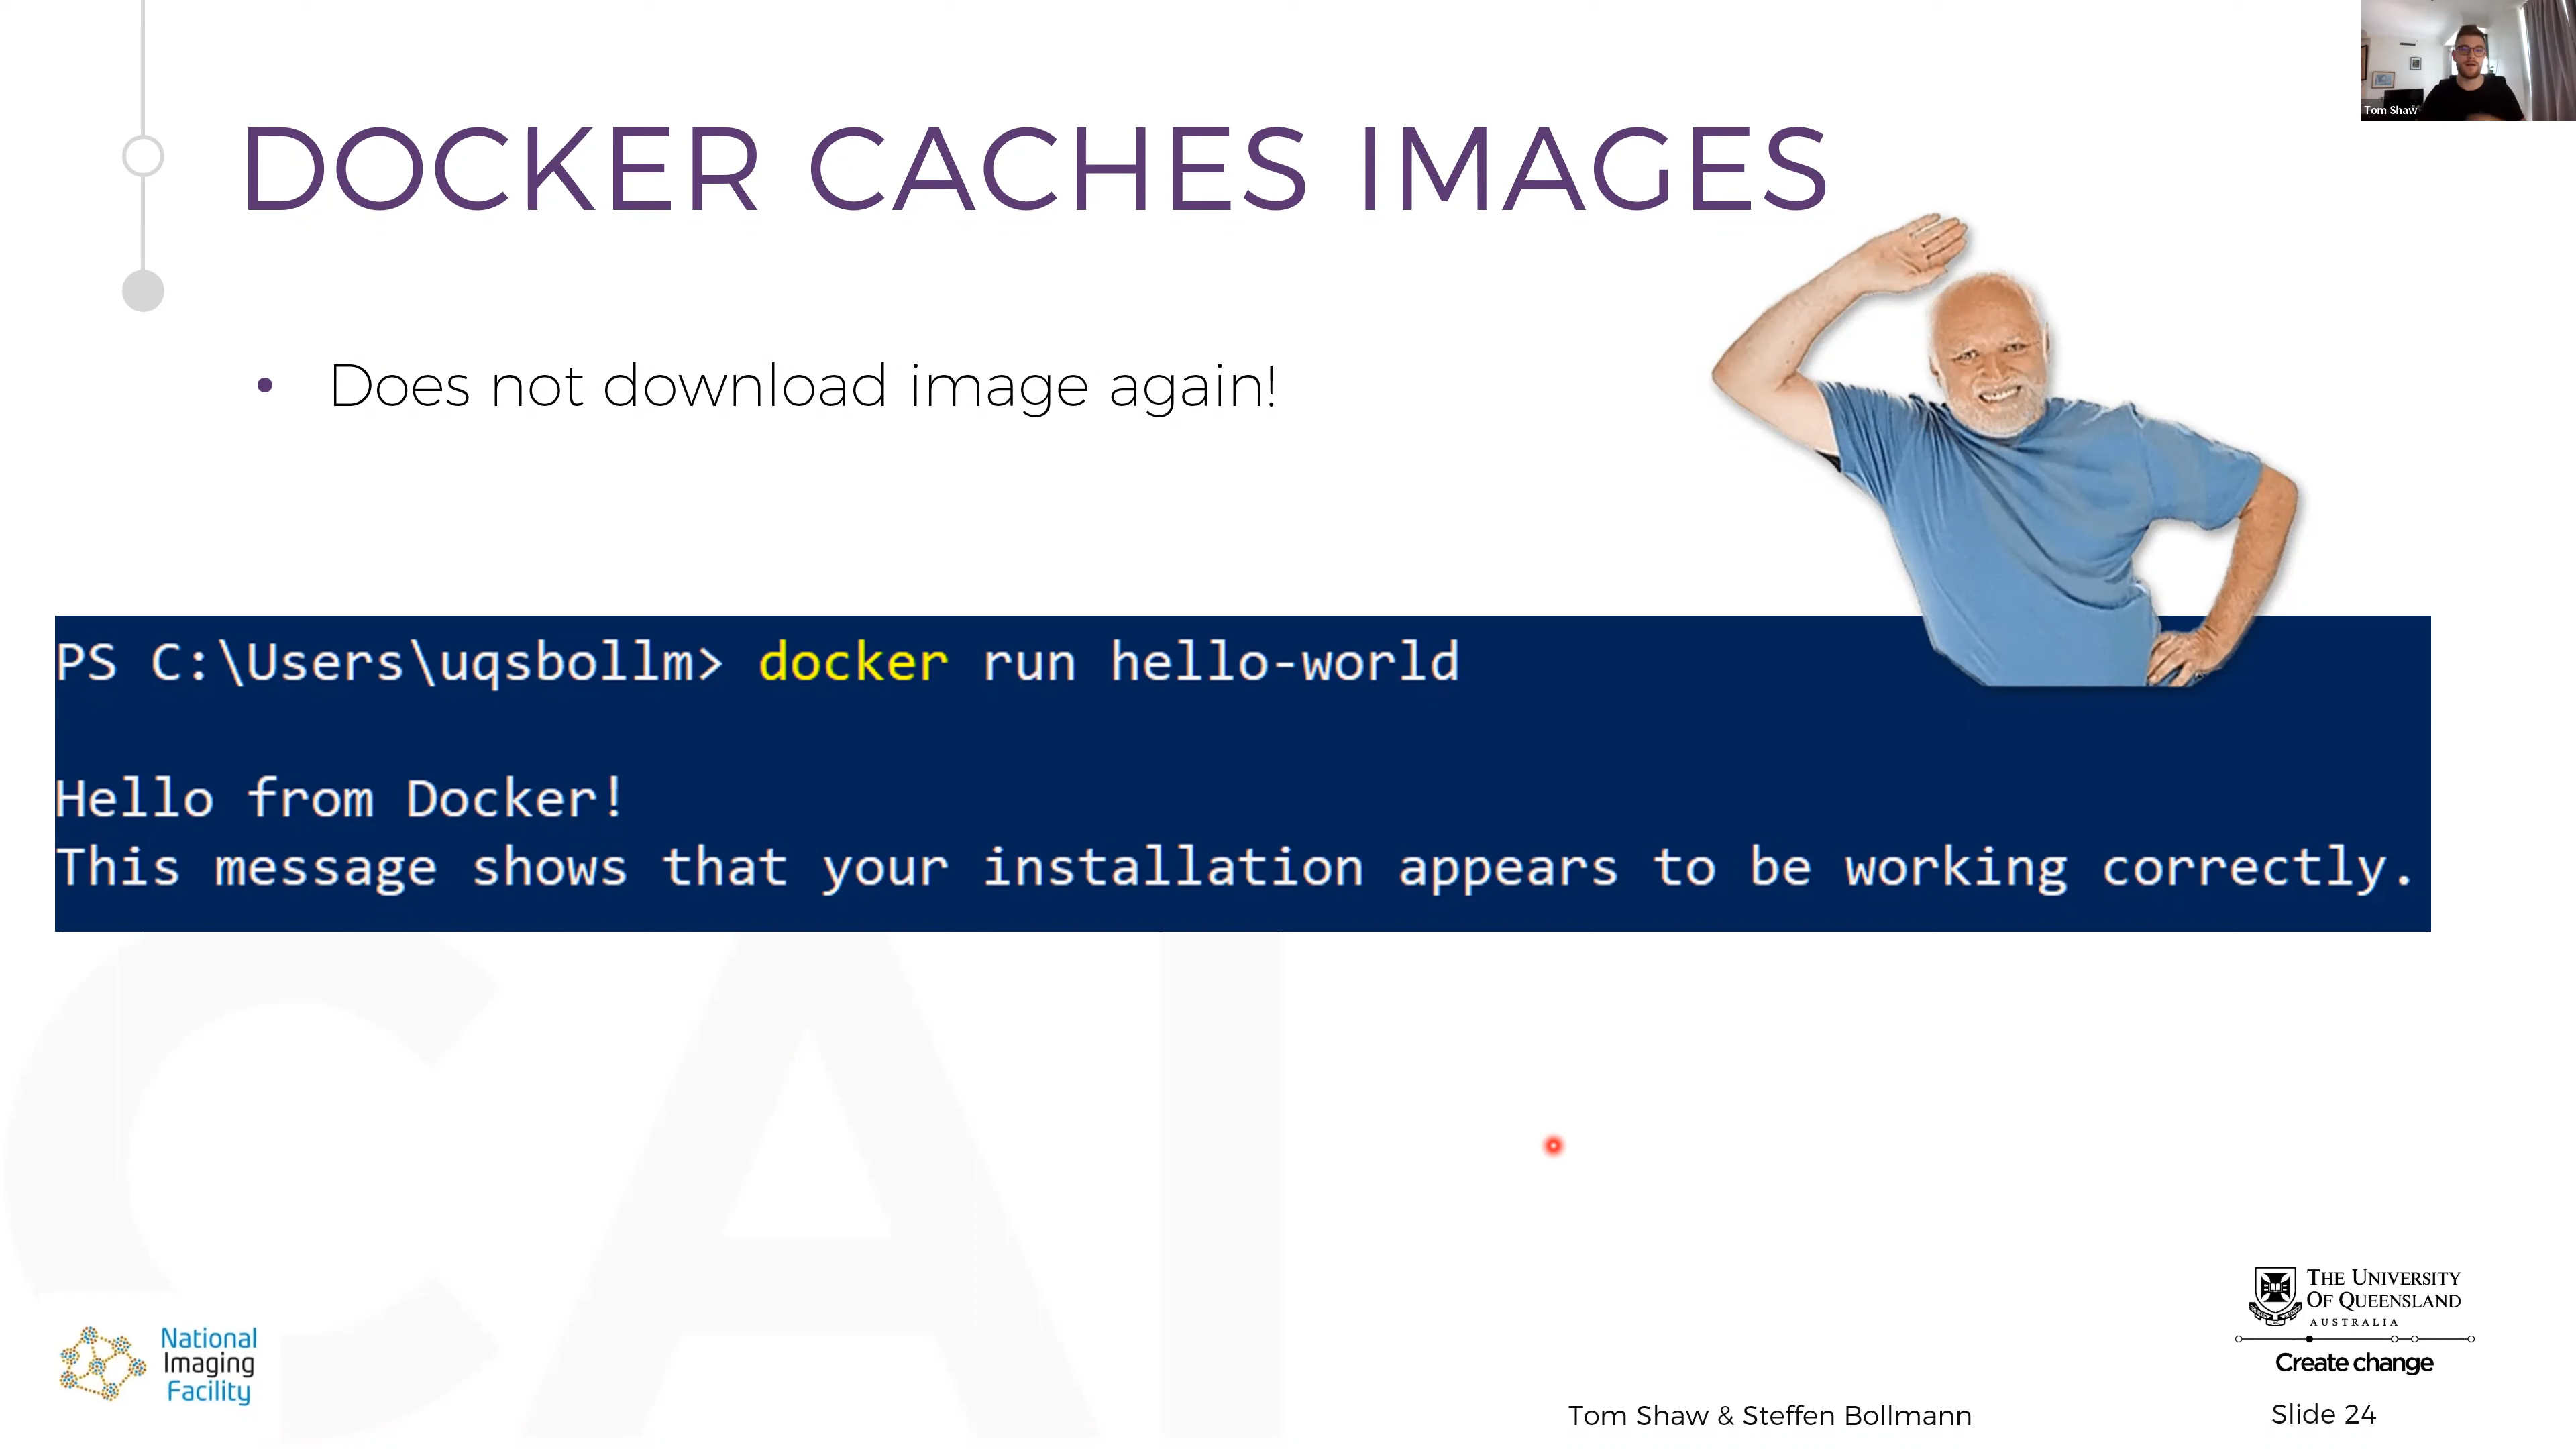 DOCKER CACHES IMAGES
Tom Shaw
• Does not download image again!
PS C:\Users\uqsbollm> docker run hello-world
Hello from Docker!
This message shows that your installation appears to be working correctly.
CAI
National
Imaging
Facility
THE UNIVERSITY
OF QUEENSLAND
AUSTRALIA
Create change
Tom Shaw & Steffen Bollmann
Slide 24